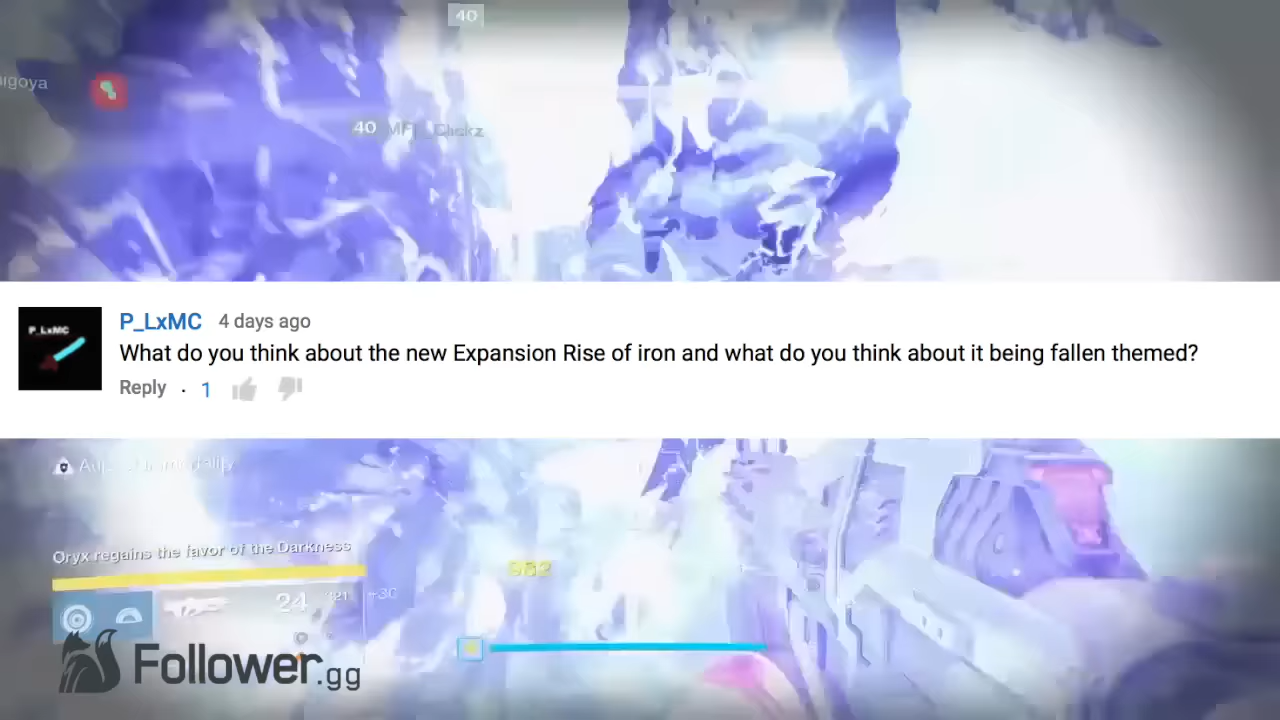 40
40
P_LxMC
P_LxMC 4 days ago
What do you think about the new Expansion Rise of iron and what do you think about it being fallen themed?
Reply · 1
Oryx regains the favor of the Darkness
24 321 +30
Follower.gg